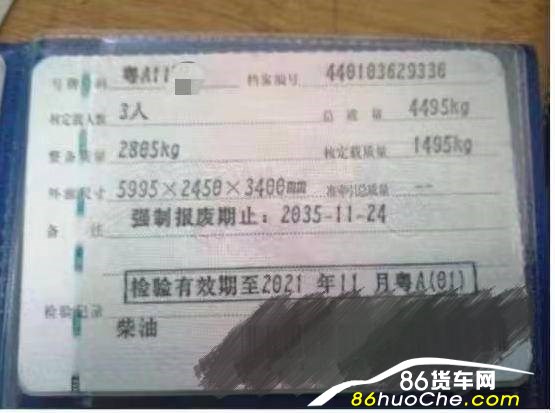 号牌号码 粤A11 档案编号 440103629336
核定载人数 3人 总质量 4495kg
整备质量 2805kg 核定载质量 1495kg
外廓尺寸 5995×2450×3400mm 准牵引总质量 --
备注 强制报废期止：2035-11-24
检验有效期至2021 年11 月粤A(01)
检验记录
柴油
86货车网
86huoChe.com